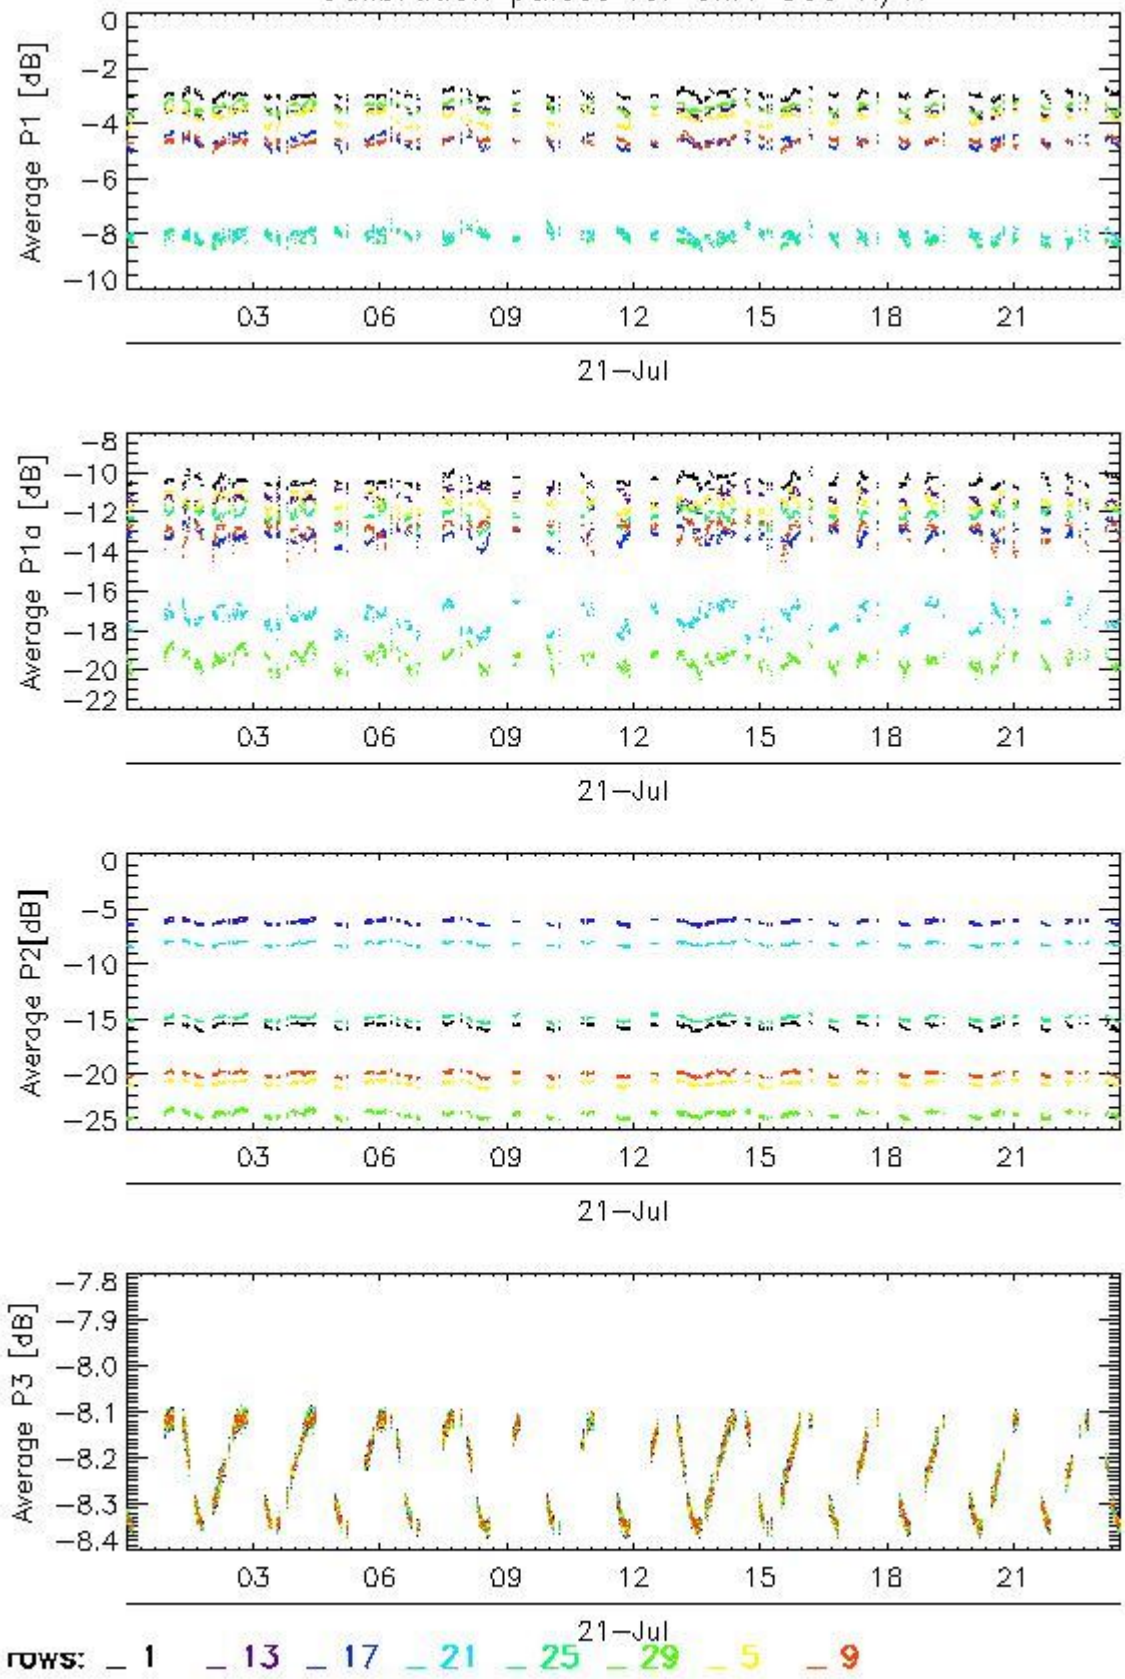 Average P1 [dB]
0
−2
−4
−6
−8
−10
03 06 09 12 15 18 21
21−Jul
Average P1a [dB]
−8
−10
−12
−14
−16
−18
−20
−22
03 06 09 12 15 18 21
21−Jul
Average P2[dB]
0
−5
−10
−15
−20
−25
03 06 09 12 15 18 21
21−Jul
Average P3 [dB]
−7.8
−7.9
−8.0
−8.1
−8.2
−8.3
−8.4
03 06 09 12 15 18 21
21−Jul
rows: _ 1 _ 13 _ 17 _ 21 _ 25 _ 29 _ 5 _ 9